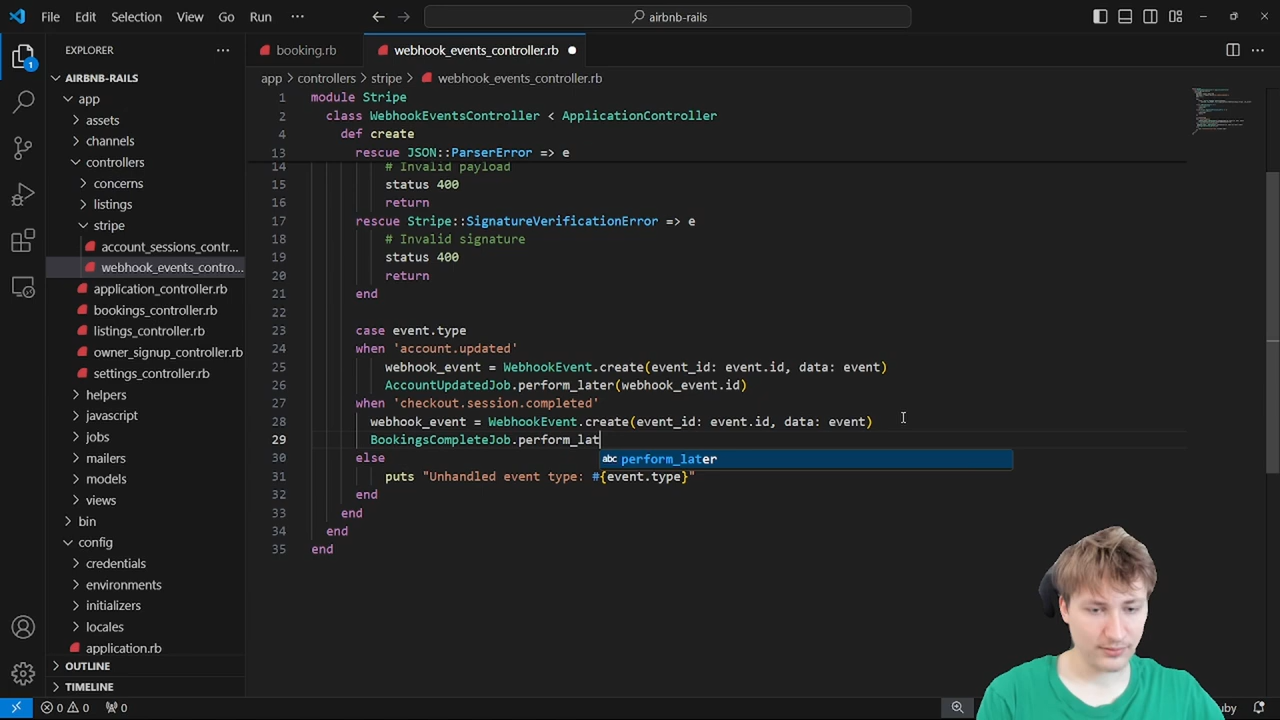 File Edit Selection View Go Run ···
airbnb-rails
EXPLORER
AIRBNB-RAILS
app
assets
channels
controllers
concerns
listings
stripe
account_sessions_contr...
webhook_events_contro...
application_controller.rb
bookings_controller.rb
listings_controller.rb
owner_signup_controller.rb
settings_controller.rb
helpers
javascript
jobs
mailers
models
views
bin
config
credentials
environments
initializers
locales
application.rb
OUTLINE
TIMELINE
booking.rb webhook_events_controller.rb
app > controllers > stripe > webhook_events_controller.rb
1 module Stripe
2 class WebhookEventsController < ApplicationController
4 def create
13 rescue JSON::ParserError => e
14 # Invalid payload
15 status 400
16 return
17 rescue Stripe::SignatureVerificationError => e
18 # Invalid signature
19 status 400
20 return
21 end
22
23 case event.type
24 when 'account.updated'
25 webhook_event = WebhookEvent.create(event_id: event.id, data: event)
26 AccountUpdatedJob.perform_later(webhook_event.id)
27 when 'checkout.session.completed'
28 webhook_event = WebhookEvent.create(event_id: event.id, data: event)
29 BookingsCompleteJob.perform_lat
abc perform_later
30 else
31 puts "Unhandled event type: #{event.type}"
32 end
33 end
34 end
35 end
1
0 0 0